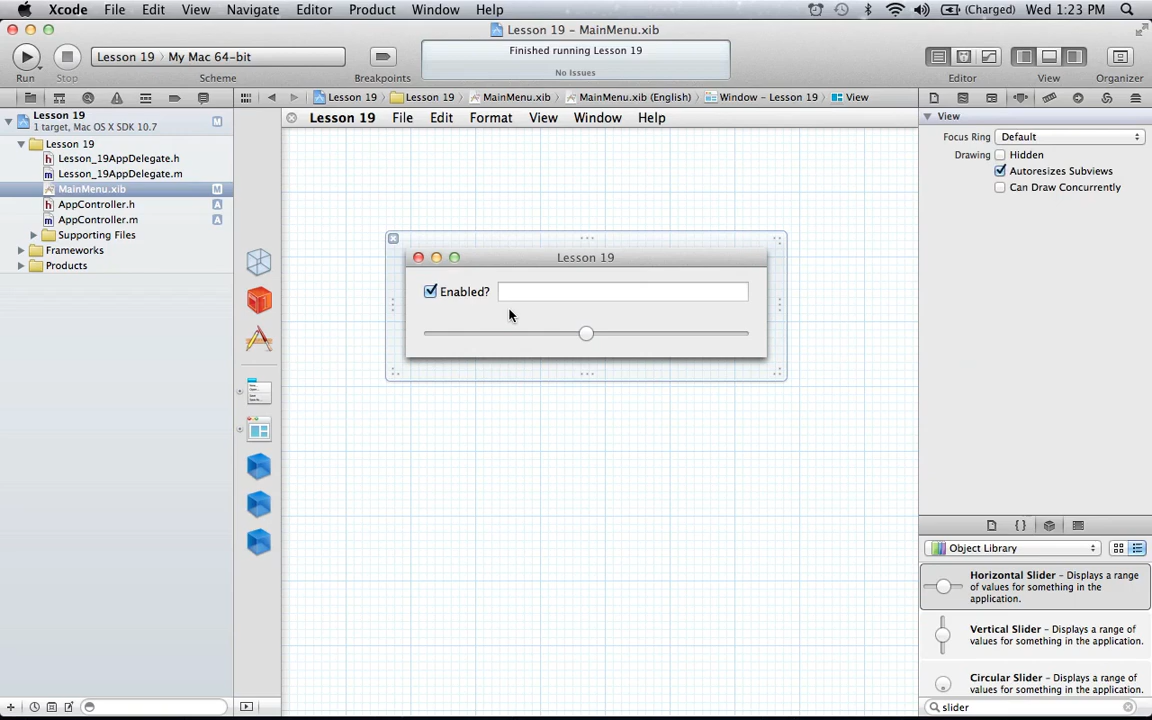 Xcode File Edit View Navigate Editor Product Window Help (Charged) Wed 1:23 PM
Lesson 19 – MainMenu.xib
Lesson 19 My Mac 64-bit
Finished running Lesson 19
No Issues
Run Stop Scheme Breakpoints Editor View Organizer
Lesson 19 Lesson 19 MainMenu.xib MainMenu.xib (English) Window – Lesson 19 View
Lesson 19
1 target, Mac OS X SDK 10.7
M
Lesson 19
Lesson_19AppDelegate.h
Lesson_19AppDelegate.m
MainMenu.xib M
AppController.h A
AppController.m A
Supporting Files
Frameworks
Products
Lesson 19 File Edit Format View Window Help
Lesson 19
Enabled?
View
Focus Ring Default
Drawing Hidden
Autoresizes Subviews
Can Draw Concurrently
Object Library
Horizontal Slider – Displays a range
of values for something in the
application.
Vertical Slider – Displays a range of
values for something in the
application.
Circular Slider – Displays a range of
values for something in the
application.
slider